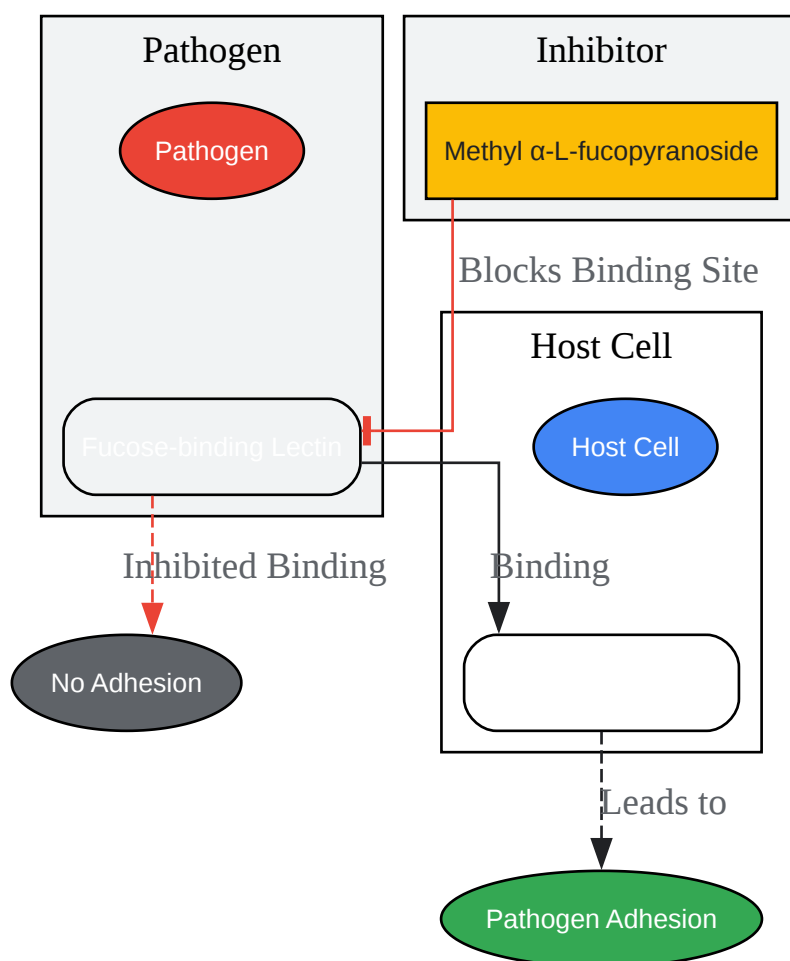 Pathogen
Inhibitor
Pathogen
Methyl α-L-fucopyranoside
Blocks Binding Site
Host Cell
Fucose-binding Lectin
Host Cell
Inhibited Binding
Binding
No Adhesion
Leads to
Pathogen Adhesion